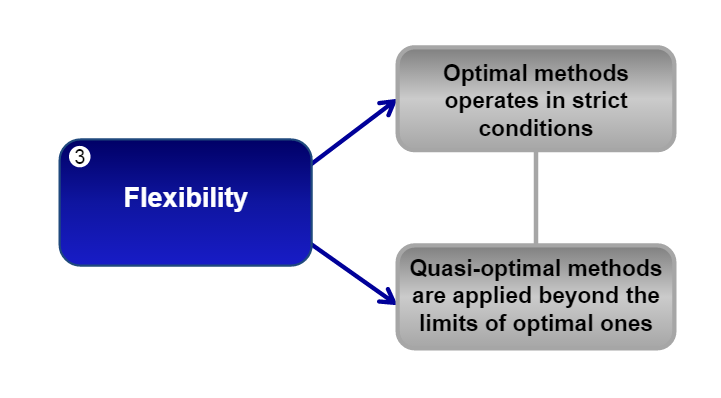 3
Flexibility
Optimal methods
operates in strict
conditions
Quasi-optimal methods
are applied beyond the
limits of optimal ones